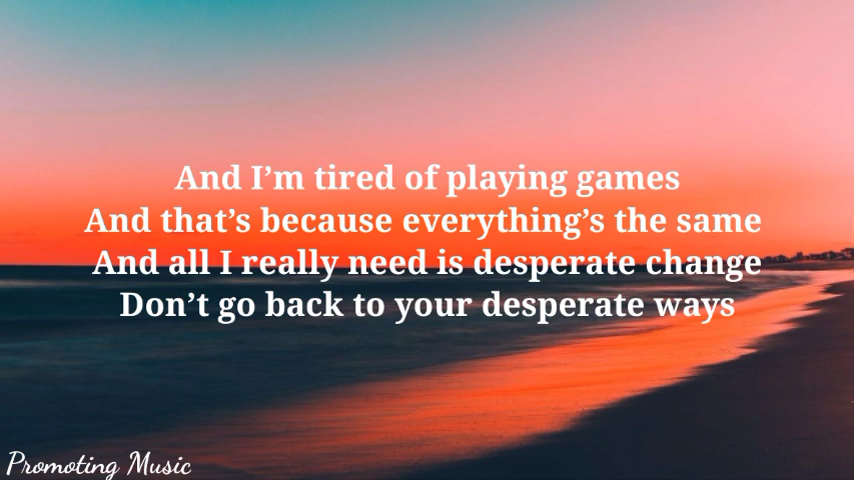 And I’m tired of playing games
And that’s because everything’s the same
And all I really need is desperate change
Don’t go back to your desperate ways
Promoting Music